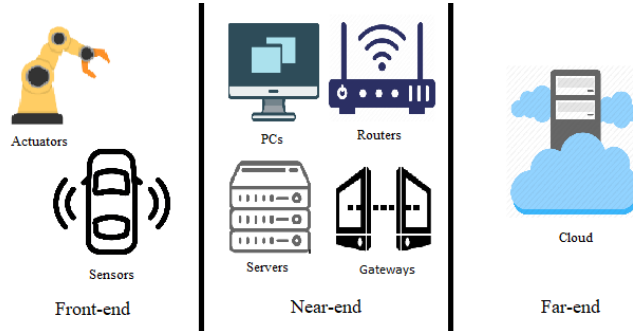 Actuators
Sensors
Front-end
PCs
Routers
Servers
Gateways
Near-end
Cloud
Far-end